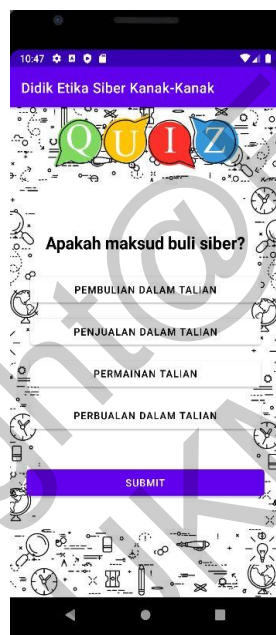 10:47
Didik Etika Siber Kanak-Kanak
QUIZ
Apakah maksud buli siber?
PEMBULIAN DALAM TALIAN
PENJUALAN DALAM TALIAN
PERMAINAN TALIAN
PERBUALAN DALAM TALIAN
SUBMIT